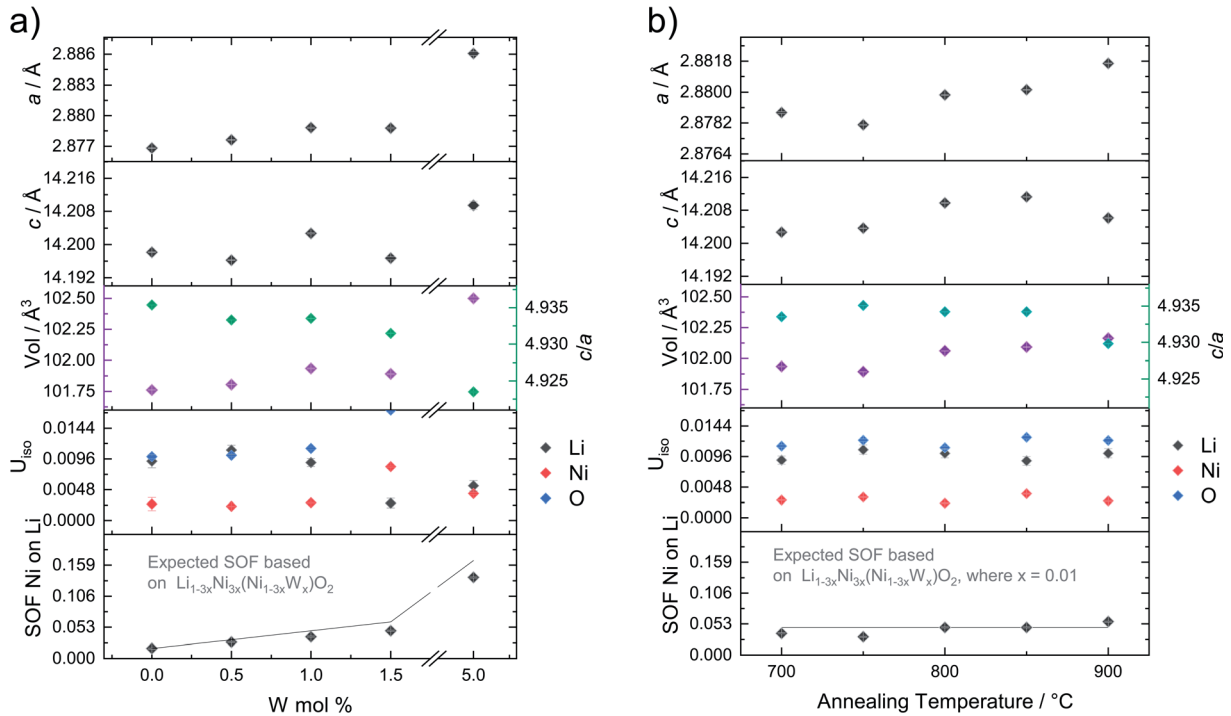 a)
2.886
2.883
2.880
2.877
a / Å
14.216
14.208
14.200
14.192
c / Å
102.50
102.25
102.00
101.75
Vol / Å³
4.935
4.930
4.925
c/a
0.0144
0.0096
0.0048
0.0000
U_iso
Li
Ni
O
0.159
0.106
0.053
0.000
SOF Ni on Li
Expected SOF based
on Li₁₋₃ₓNi₃ₓ(Ni₁₋₃ₓWₓ)O₂
0.0 0.5 1.0 1.5 5.0
W mol %
b)
2.8818
2.8800
2.8782
2.8764
a / Å
14.216
14.208
14.200
14.192
c / Å
102.50
102.25
102.00
101.75
Vol / Å³
4.935
4.930
4.925
c/a
0.0144
0.0096
0.0048
0.0000
U_iso
Li
Ni
O
0.159
0.106
0.053
0.000
SOF Ni on Li
Expected SOF based
on Li₁₋₃ₓNi₃ₓ(Ni₁₋₃ₓWₓ)O₂, where x = 0.01
700 800 900
Annealing Temperature / °C